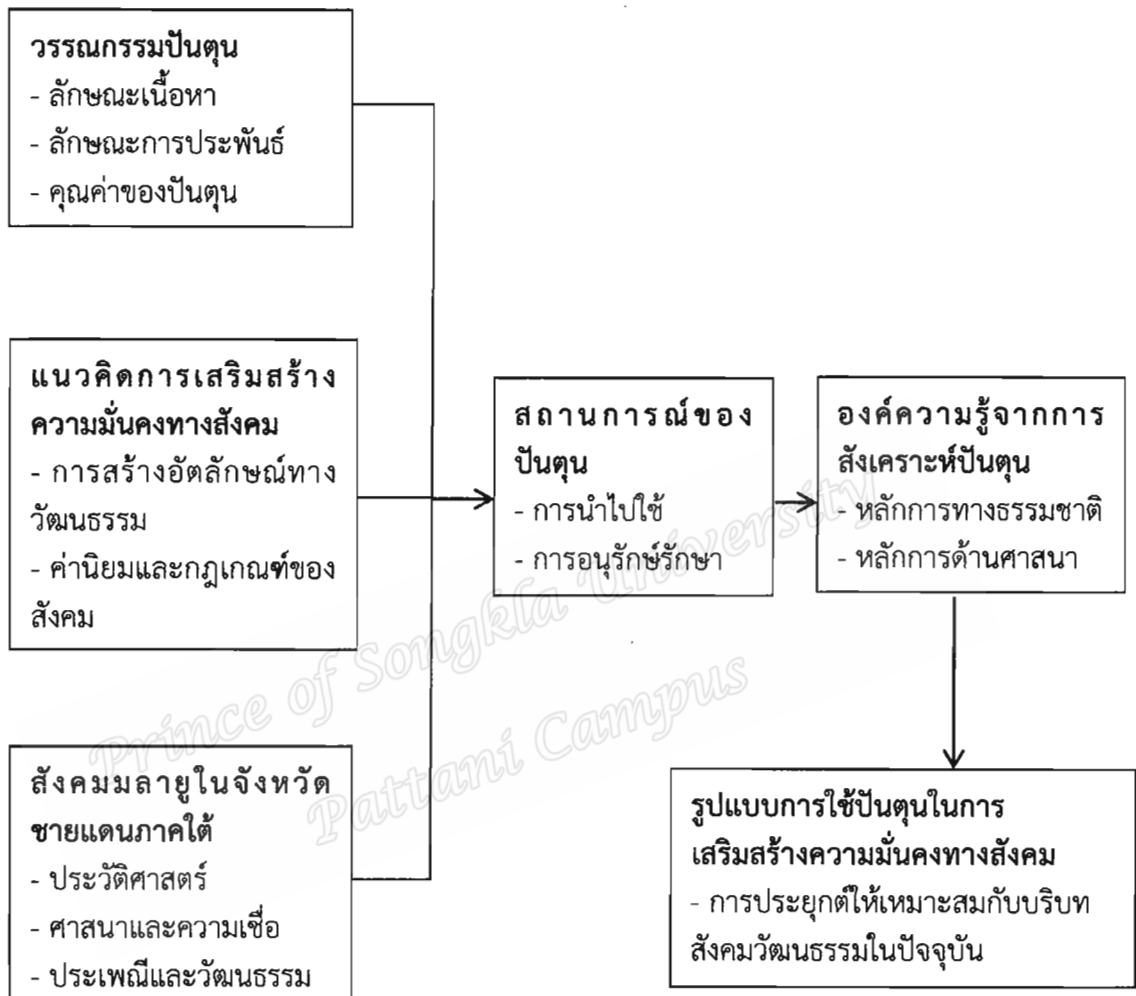 วรรณกรรมปันตุน
- ลักษณะเนื้อหา
- ลักษณะการประพันธ์
- คุณค่าของปันตุน
แนวคิดการเสริมสร้าง
ความมั่นคงทางสังคม
- การสร้างอัตลักษณ์ทาง
วัฒนธรรม
- ค่านิยมและกฎเกณฑ์ของ
สังคม
สังคมมลายูในจังหวัด
ชายแดนภาคใต้
- ประวัติศาสตร์
- ศาสนาและความเชื่อ
- ประเพณีและวัฒนธรรม
สถานการณ์ของ
ปันตุน
- การนำไปใช้
- การอนุรักษ์รักษา
องค์ความรู้จากการ
สังเคราะห์ปันตุน
- หลักการทางธรรมชาติ
- หลักการด้านศาสนา
รูปแบบการใช้ปันตุนในการ
เสริมสร้างความมั่นคงทางสังคม
- การประยุกต์ให้เหมาะสมกับบริบท
สังคมวัฒนธรรมในปัจจุบัน
Prince of Songkla University
Pattani Campus